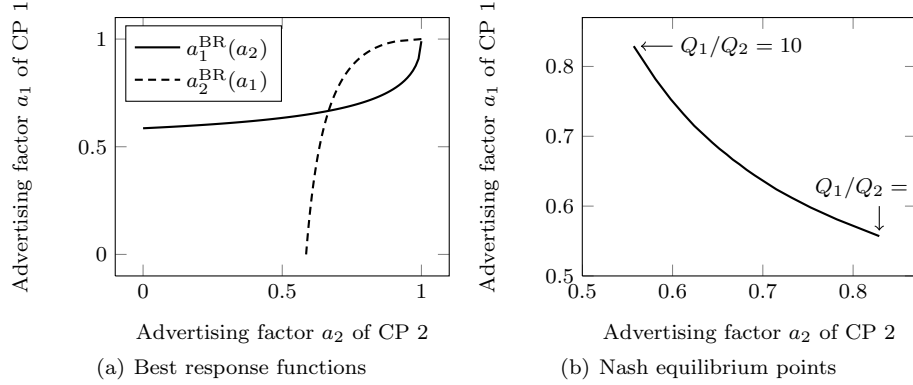 Advertising factor a₁ of CP 1
1
0.5
0
a₁ᴮᴿ(a₂)
a₂ᴮᴿ(a₁)
0 0.5 1
Advertising factor a₂ of CP 2
(a) Best response functions
Advertising factor a₁ of CP 1
0.8
0.7
0.6
0.5
Q₁/Q₂ = 10
Q₁/Q₂ =
0.5 0.6 0.7 0.8
Advertising factor a₂ of CP 2
(b) Nash equilibrium points